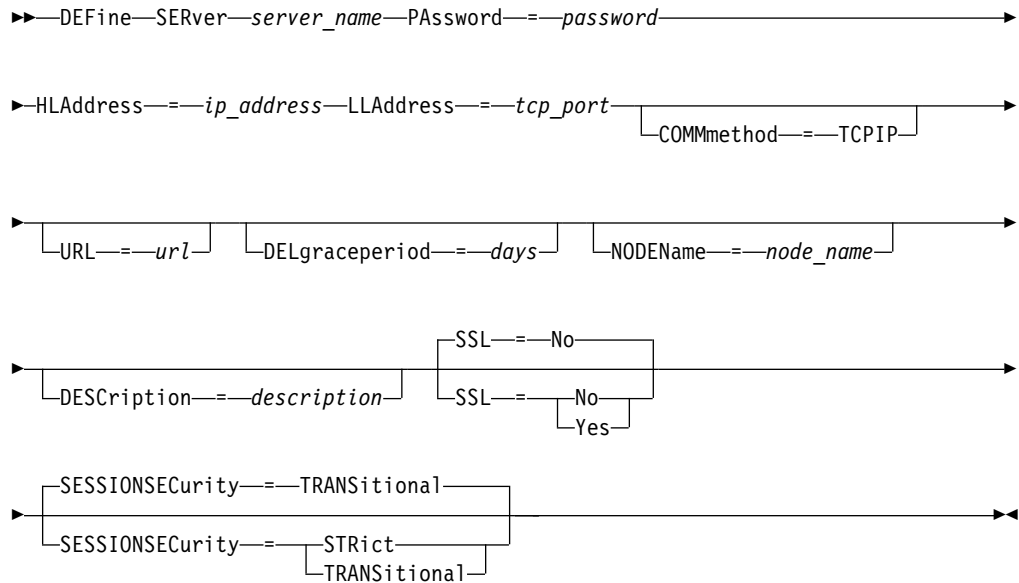 DEFine SERver server_name PAssword = password
HLAddress = ip_address LLAddress = tcp_port
COMMmethod = TCPIP
URL = url DELgraceperiod = days NODEName = node_name
SSL = No
DESCription = description SSL = No
Yes
SESSIONSECurity = TRANSitional
SESSIONSECurity = STRict
TRANSitional